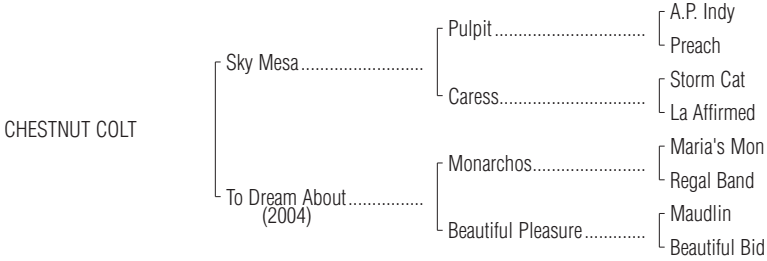 A.P. Indy
Pulpit................................
Preach
Sky Mesa.........................
Storm Cat
Caress...............................
La Affirmed
CHESTNUT COLT
Maria's Mon
Monarchos........................
Regal Band
To Dream About................
(2004)
Maudlin
Beautiful Pleasure.............
Beautiful Bid